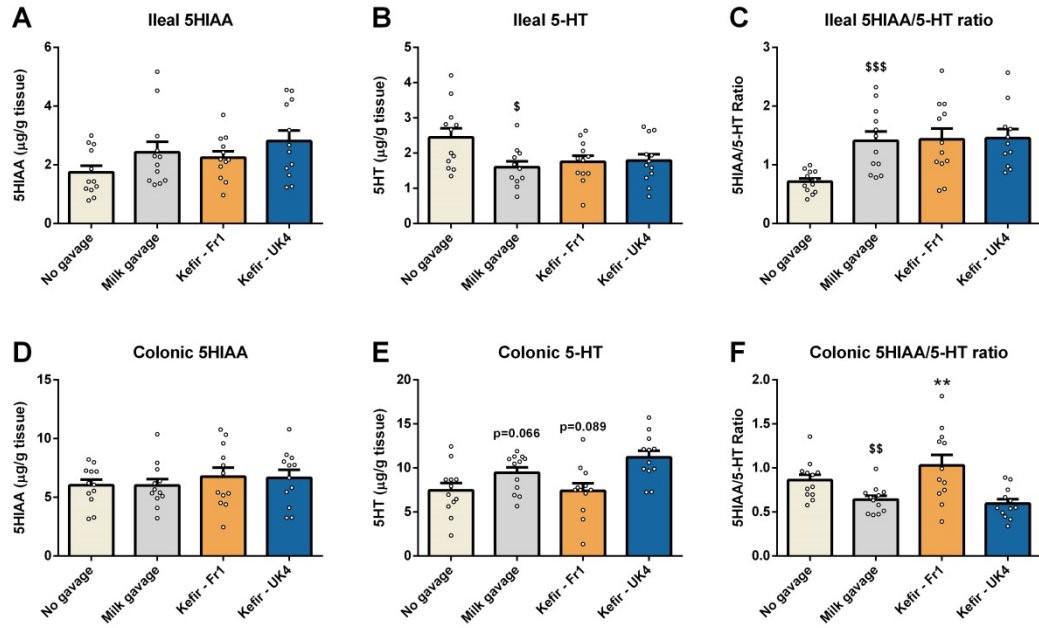 A
Ileal 5HIAA
5HIAA (µg/g tissue)
6
4
2
0
No gavage
Milk gavage
Kefir - Fr1
Kefir - UK4
B
Ileal 5-HT
5HT (µg/g tissue)
5
4
3
2
1
0
$
No gavage
Milk gavage
Kefir - Fr1
Kefir - UK4
C
Ileal 5HIAA/5-HT ratio
5HIAA/5-HT Ratio
3
2
1
0
$$$
No gavage
Milk gavage
Kefir - Fr1
Kefir - UK4
D
Colonic 5HIAA
5HIAA (µg/g tissue)
15
10
5
0
No gavage
Milk gavage
Kefir - Fr1
Kefir - UK4
E
Colonic 5-HT
5HT (µg/g tissue)
20
15
10
5
0
p=0.066
p=0.089
No gavage
Milk gavage
Kefir - Fr1
Kefir - UK4
F
Colonic 5HIAA/5-HT ratio
5HIAA/5-HT Ratio
2.0
1.5
1.0
0.5
0.0
$$
**
No gavage
Milk gavage
Kefir - Fr1
Kefir - UK4